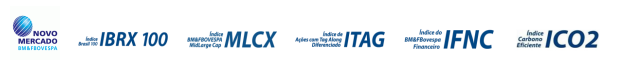 NOVO
MERCADO
BM&FBOVESPA
Índice
Brasil 100 IBRX 100
Índice
BM&FBOVESPA
MidLarge Cap MLCX
Índice de
Ações com Tag Along
Diferenciado ITAG
Índice do
BM&FBovespa
Financeiro IFNC
Índice
Carbono
Eficiente ICO2